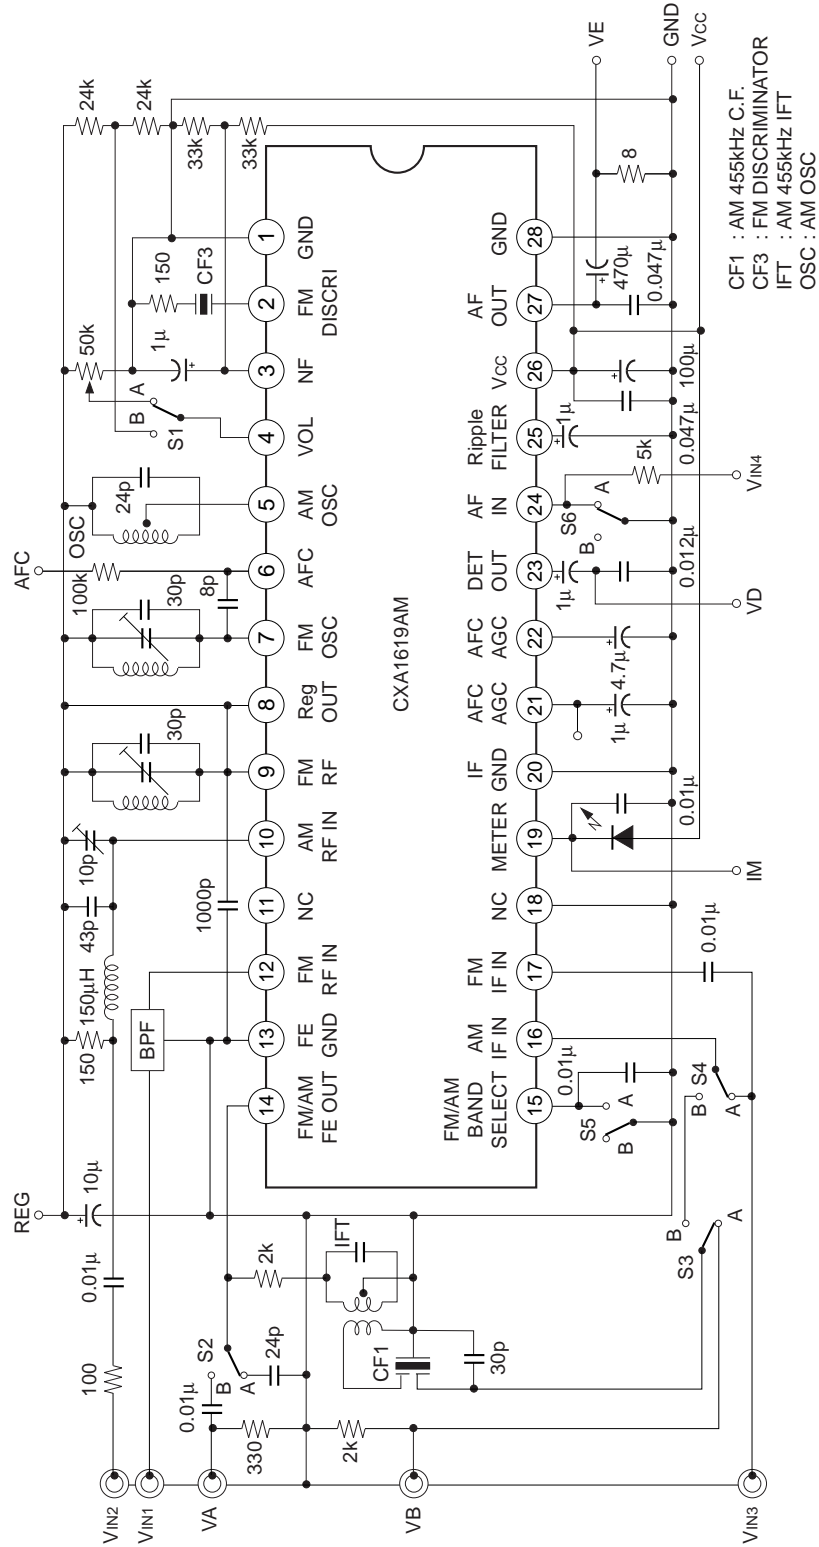 REG
AFC
24k
24k
33k
33k
50k
150
CF3
1µ
A
B
S1
OSC
24p
100k
8p
30p
30p
10p
43p
150µH
150
1000p
BPF
10µ
0.01µ
100
VIN2
VIN1
VA
VB
VIN3
0.01µ
S2
B
A
24p
330
2k
2k
IFT
CF1
30p
S3
B
A
S4
B
A
S5
B
A
0.01µ
0.01µ
IM
0.01µ
1µ
4.7µ
VD
1µ
0.012µ
S6
B
A
VIN4
5k
1µ
0.047µ
100µ
0.047µ
470µ
8
VE
GND
VCC
CXA1619AM
1
GND
2
FM
DISCRI
3
NF
4
VOL
5
AM
OSC
6
AFC
7
FM
OSC
8
Reg
OUT
9
FM
RF
10
AM
RF IN
11
NC
12
FM
RF IN
13
FE
GND
14
FM/AM
FE OUT
15
FM/AM
BAND
SELECT
16
AM
IF IN
17
FM
IF IN
18
NC
19
METER
20
IF
GND
21
AFC
AGC
22
AFC
AGC
23
DET
OUT
24
AF
IN
25
Ripple
FILTER
26
VCC
27
AF
OUT
28
GND
CF1 : AM 455kHz C.F.
CF3 : FM DISCRIMINATOR
IFT : AM 455kHz IFT
OSC : AM OSC